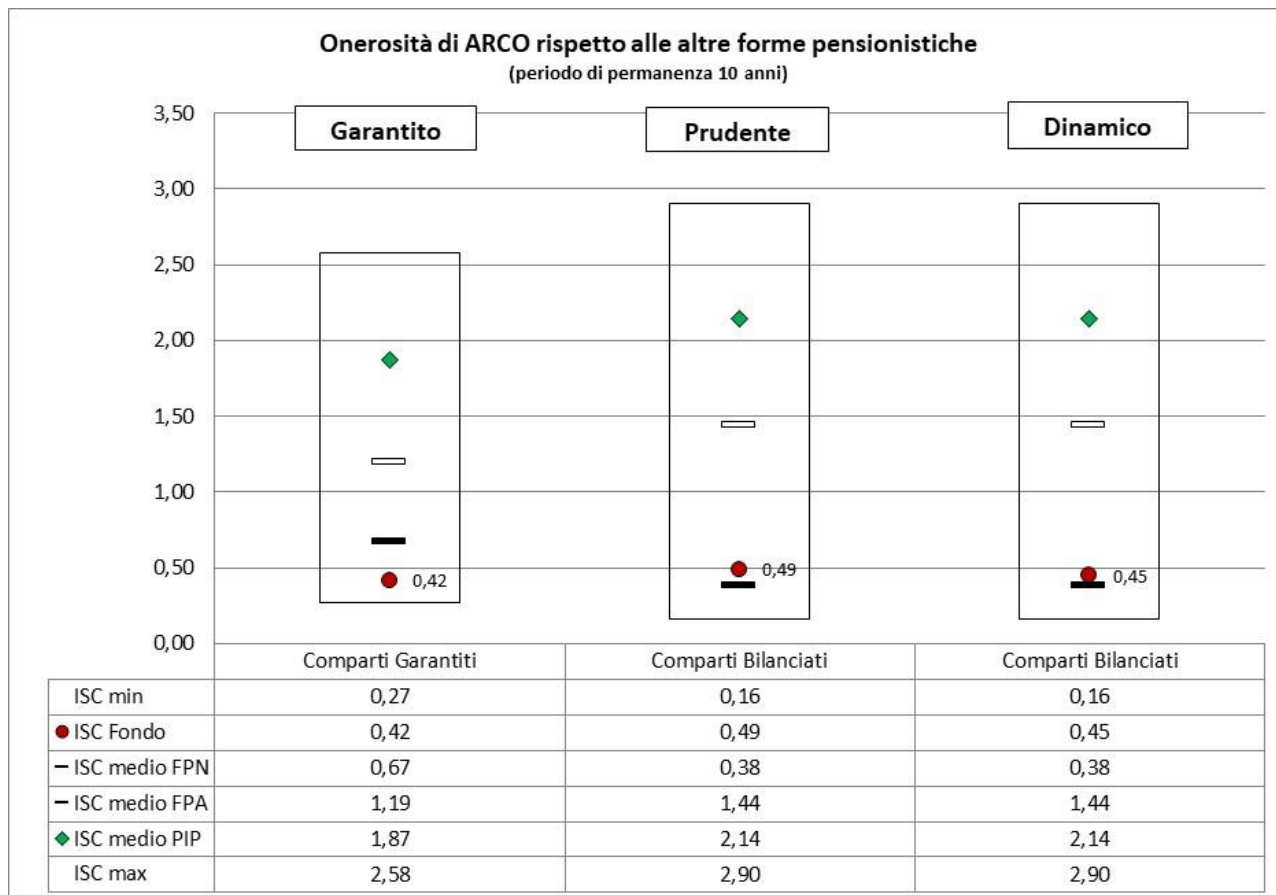 Onerosità di ARCO rispetto alle altre forme pensionistiche
(periodo di permanenza 10 anni)
Garantito Prudente Dinamico
3,50
3,00
2,50
2,00
1,50
1,00
0,50
0,00
0,42 0,49 0,45
Comparti Garantiti Comparti Bilanciati Comparti Bilanciati
ISC min 0,27 0,16 0,16
ISC Fondo 0,42 0,49 0,45
ISC medio FPN 0,67 0,38 0,38
ISC medio FPA 1,19 1,44 1,44
ISC medio PIP 1,87 2,14 2,14
ISC max 2,58 2,90 2,90